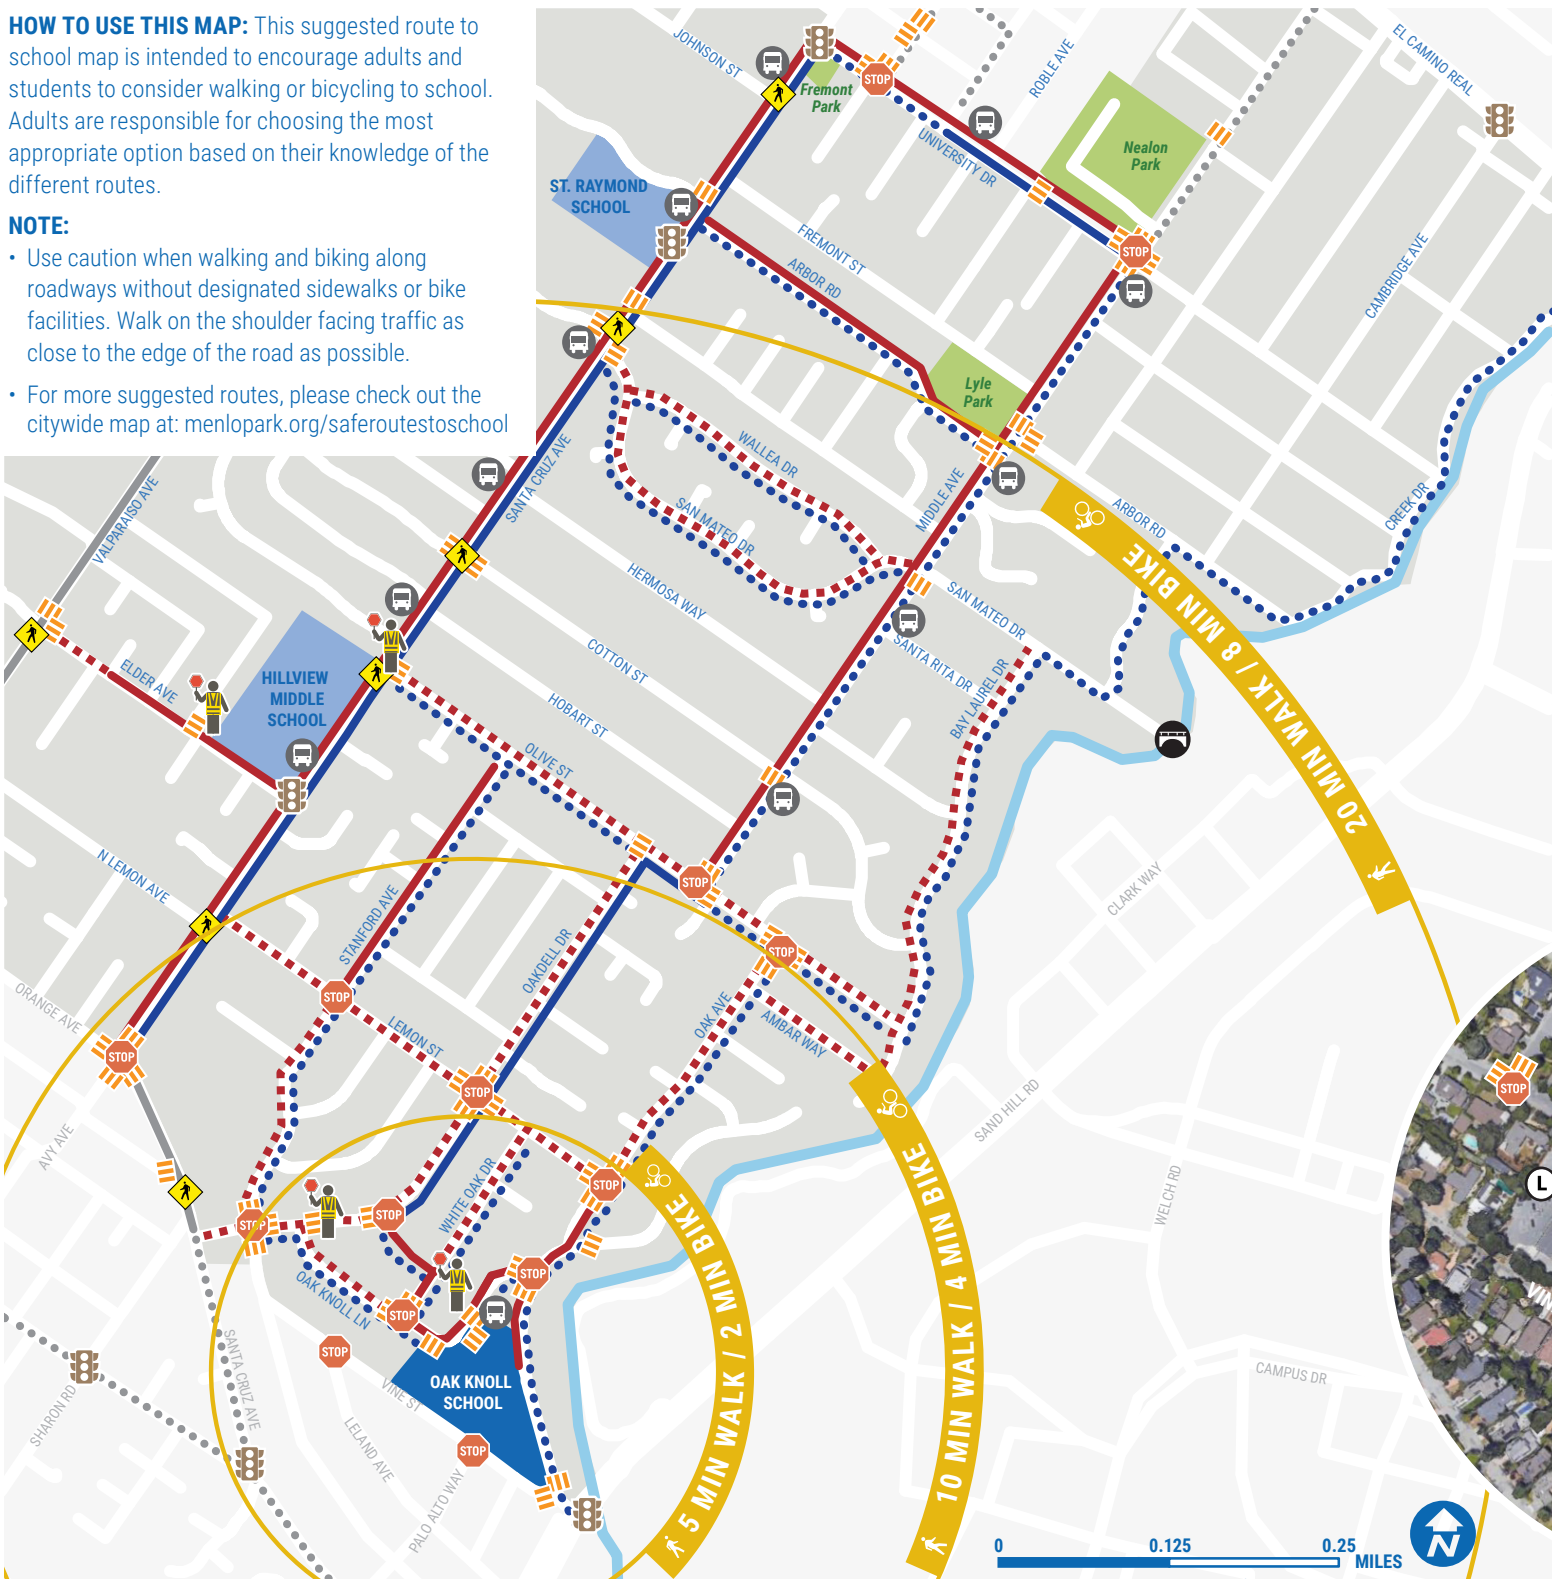 HOW TO USE THIS MAP: This suggested route to
school map is intended to encourage adults and
students to consider walking or bicycling to school.
Adults are responsible for choosing the most
appropriate option based on their knowledge of the
different routes.
NOTE:
• Use caution when walking and biking along
roadways without designated sidewalks or bike
facilities. Walk on the shoulder facing traffic as
close to the edge of the road as possible.
• For more suggested routes, please check out the
citywide map at: menlopark.org/saferoutestoschool
JOHNSON ST
Fremont
Park
STOP
ROBLE AVE
EL CAMINO REAL
UNIVERSITY DR
Nealon
Park
ST. RAYMOND
SCHOOL
FREMONT ST
ARBOR RD
STOP
CAMBRIDGE AVE
Lyle
Park
WALLEA DR
SANTA CRUZ AVE
VALPARAISO AVE
SAN MATEO DR
MIDDLE AVE
ARBOR RD
CREEK DR
HERMOSA WAY
SAN MATEO DR
SANTA RITA DR
BAY LAUREL DR
COTTON ST
HOBART ST
ELDER AVE
HILLVIEW
MIDDLE
SCHOOL
OLIVE ST
20 MIN WALK / 8 MIN BIKE
N LEMON AVE
STANFORD AVE
STOP
CLARK WAY
OAKDELL DR
STOP
ORANGE AVE
STOP
LEMON ST
OAK AVE
AMBAR WAY
STOP
STOP
SAND HILL RD
STOP
AVY AVE
WELCH RD
L
WHITE OAK DR
STOP
STOP
STOP
STOP
OAK KNOLL LN
STOP
STOP
5 MIN WALK / 2 MIN BIKE
10 MIN WALK / 4 MIN BIKE
SANTA CRUZ AVE
VINE ST
OAK KNOLL
SCHOOL
CAMPUS DR
SHARON RD
LELAND AVE
STOP
PALO ALTO WAY
VIN
0 0.125 0.25
MILES
N